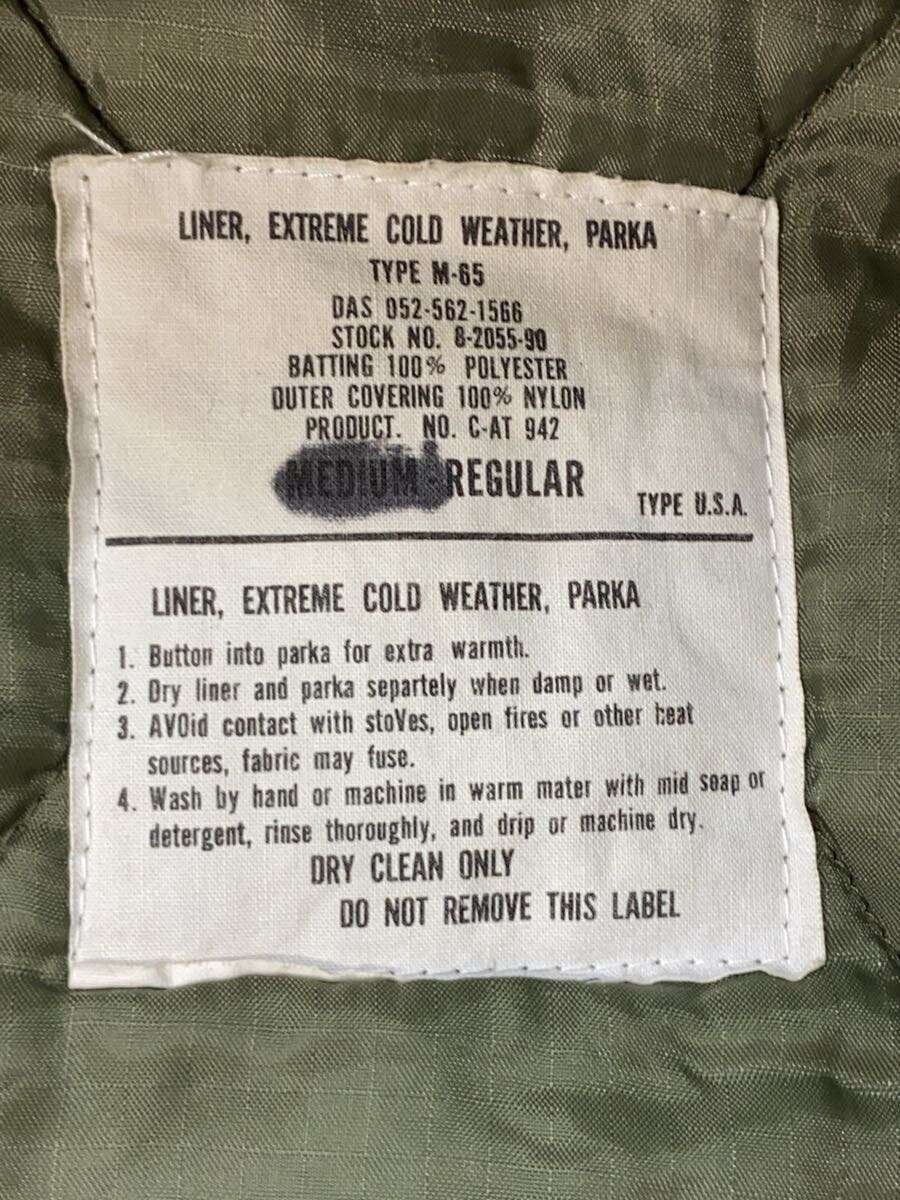 LINER, EXTREME COLD WEATHER, PARKA
TYPE M-65
DAS 052-562-1566
STOCK NO. 8-2055-90
BATTING 100% POLYESTER
OUTER COVERING 100% NYLON
PRODUCT. NO. C-AT 942
MEDIUM-REGULAR
TYPE U.S.A.
LINER, EXTREME COLD WEATHER, PARKA
1. Button into parka for extra warmth.
2. Dry liner and parka separtely when damp or wet.
3. AVOid contact with stoVes, open fires or other heat
sources, fabric may fuse.
4. Wash by hand or machine in warm mater with mid soap or
detergent, rinse thoroughly, and drip or machine dry.
DRY CLEAN ONLY
DO NOT REMOVE THIS LABEL